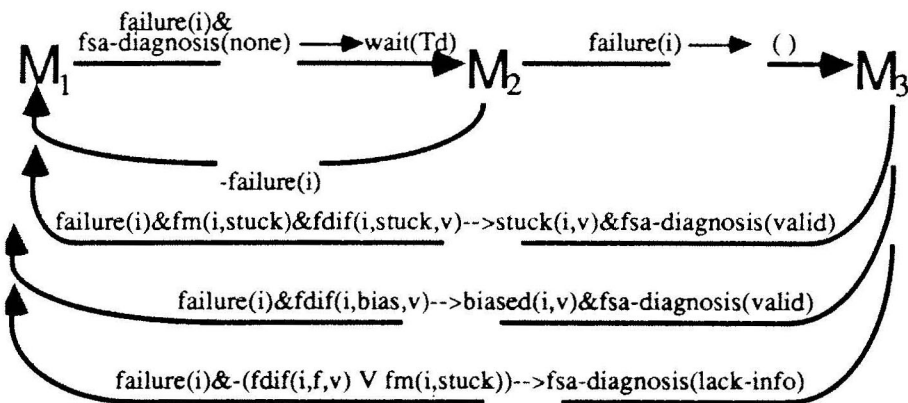 failure(i)&
fsa-diagnosis(none) wait(Td) failure(i) ( )
M1 M2 M3
-failure(i)
failure(i)&fm(i,stuck)&fdif(i,stuck,v)-->stuck(i,v)&fsa-diagnosis(valid)
failure(i)&fdif(i,bias,v)-->biased(i,v)&fsa-diagnosis(valid)
failure(i)&-(fdif(i,f,v) V fm(i,stuck))-->fsa-diagnosis(lack-info)